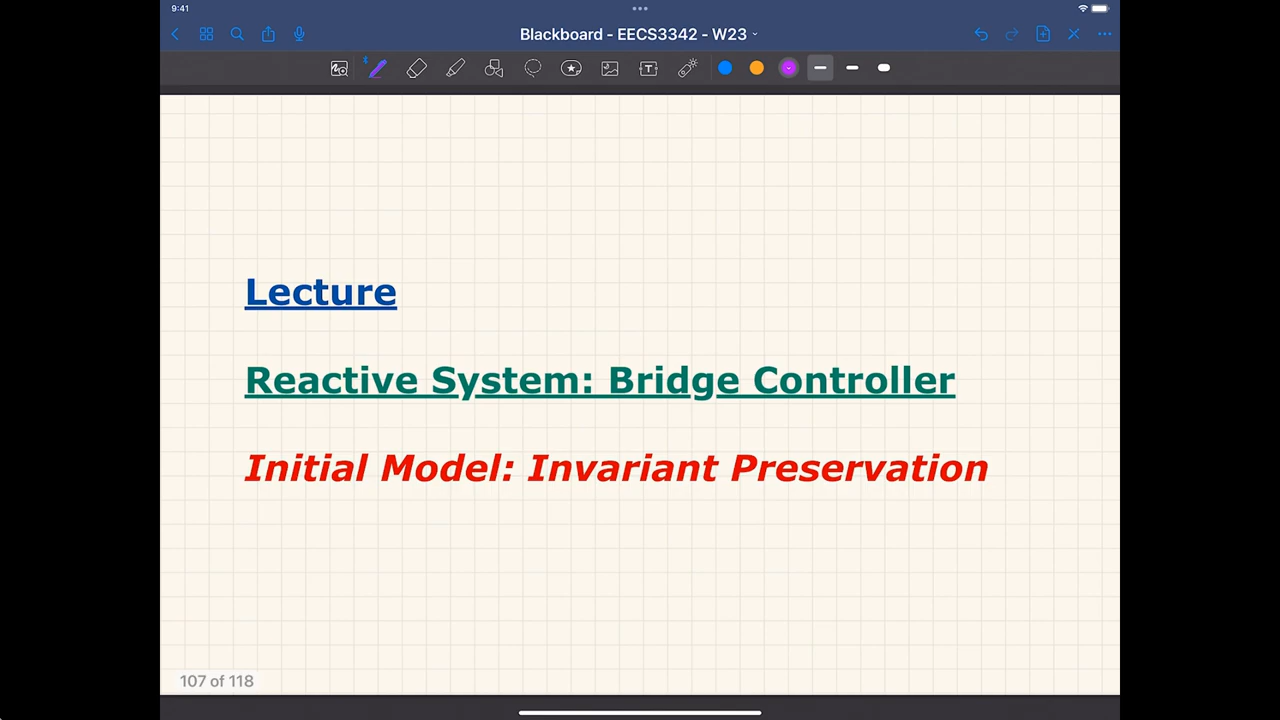 9:41
Blackboard - EECS3342 - W23
T
Lecture
Reactive System: Bridge Controller
Initial Model: Invariant Preservation
107 of 118